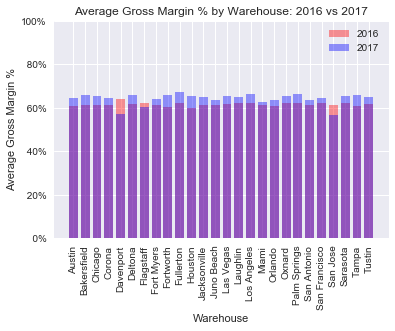 Average Gross Margin % by Warehouse: 2016 vs 2017
100%
80%
60%
40%
20%
0%
Average Gross Margin %
2016
2017
Austin
Bakersfield
Chicago
Corona
Davenport
Deltona
Flagstaff
Fort Myers
Fortworth
Fullerton
Houston
Jacksonville
Juno Beach
Las Vegas
Laughlin
Los Angeles
Miami
Orlando
Oxnard
Palm Springs
San Antonio
San Francisco
San Jose
Sarasota
Tampa
Tustin
Warehouse